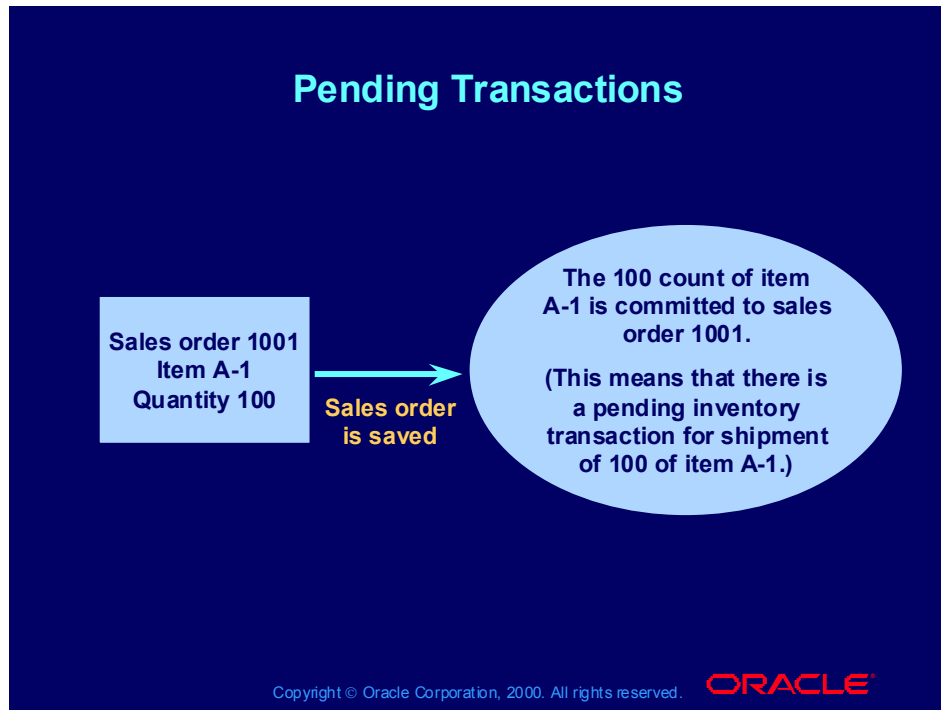 Pending Transactions
Sales order 1001
Item A-1
Quantity 100
Sales order
is saved
The 100 count of item
A-1 is committed to sales
order 1001.
(This means that there is
a pending inventory
transaction for shipment
of 100 of item A-1.)
Copyright © Oracle Corporation, 2000. All rights reserved.
ORACLE®